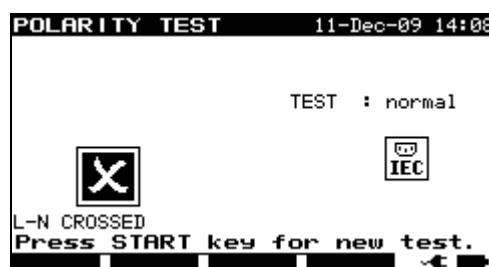 POLARITY TEST 11-Dec-09 14:08
TEST : normal
IEC
L-N CROSSED
Press START key for new test.